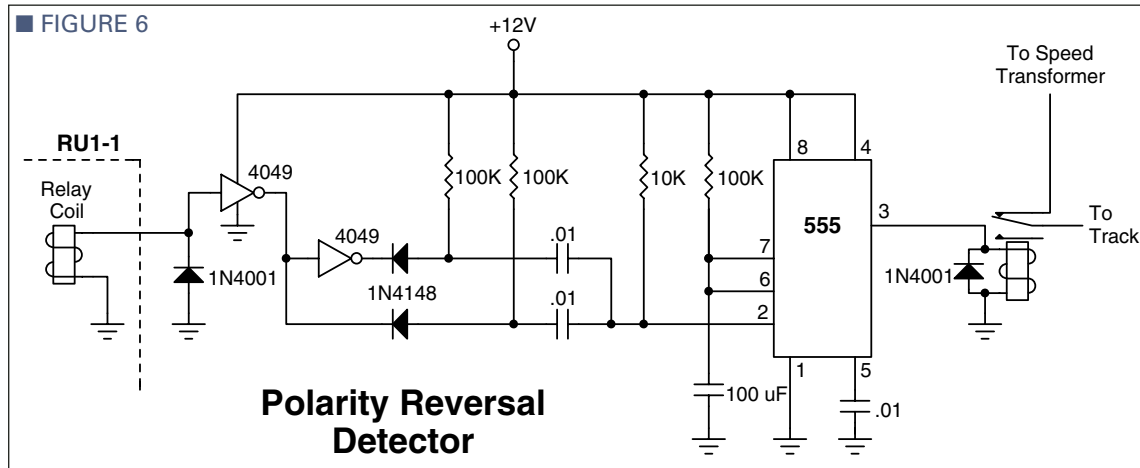 ■ FIGURE 6
+12V
To Speed
Transformer
RU1-1
Relay
Coil
4049
100K
100K
10K
100K
8
4
555
3
To
Track
4049
.01
7
1N4001
1N4001
6
1N4148
.01
2
1
5
100 uF
.01
Polarity Reversal
Detector